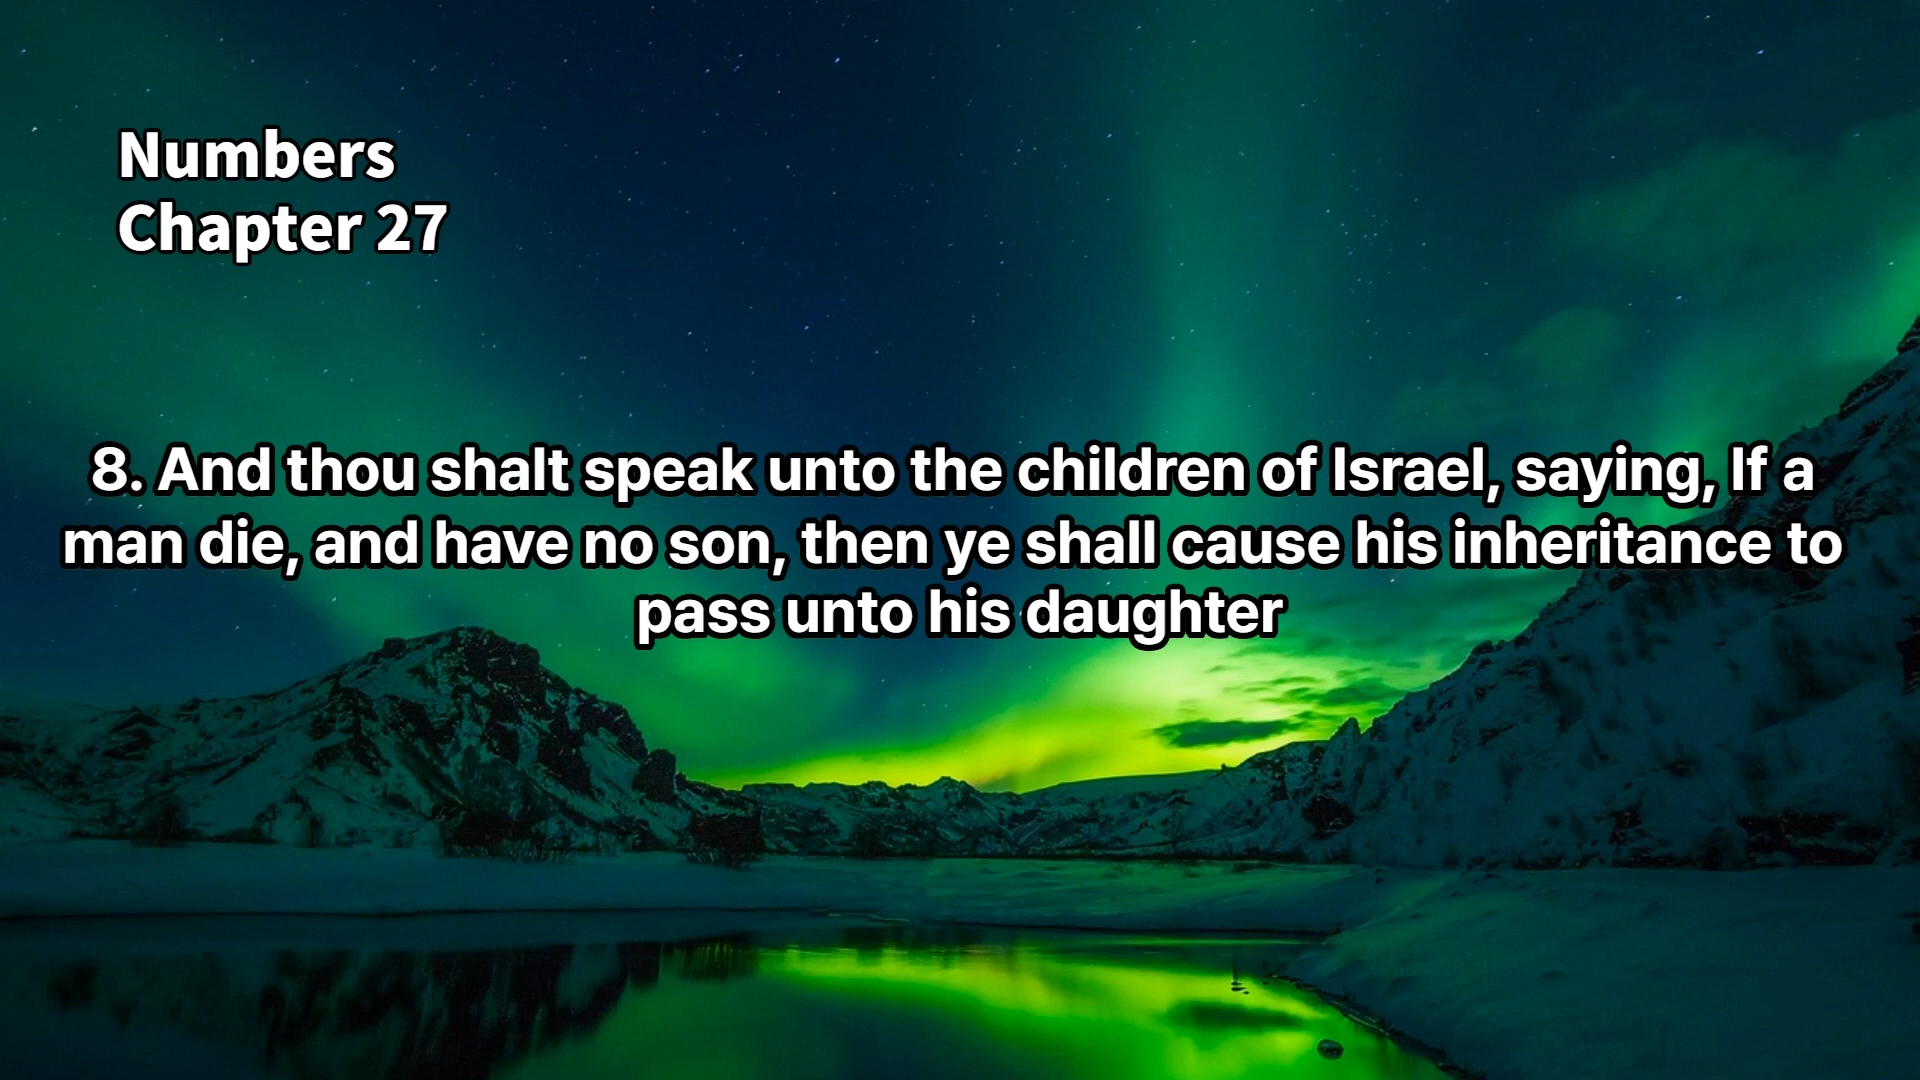 Numbers
Chapter 27
8. And thou shalt speak unto the children of Israel, saying, If a
man die, and have no son, then ye shall cause his inheritance to
pass unto his daughter